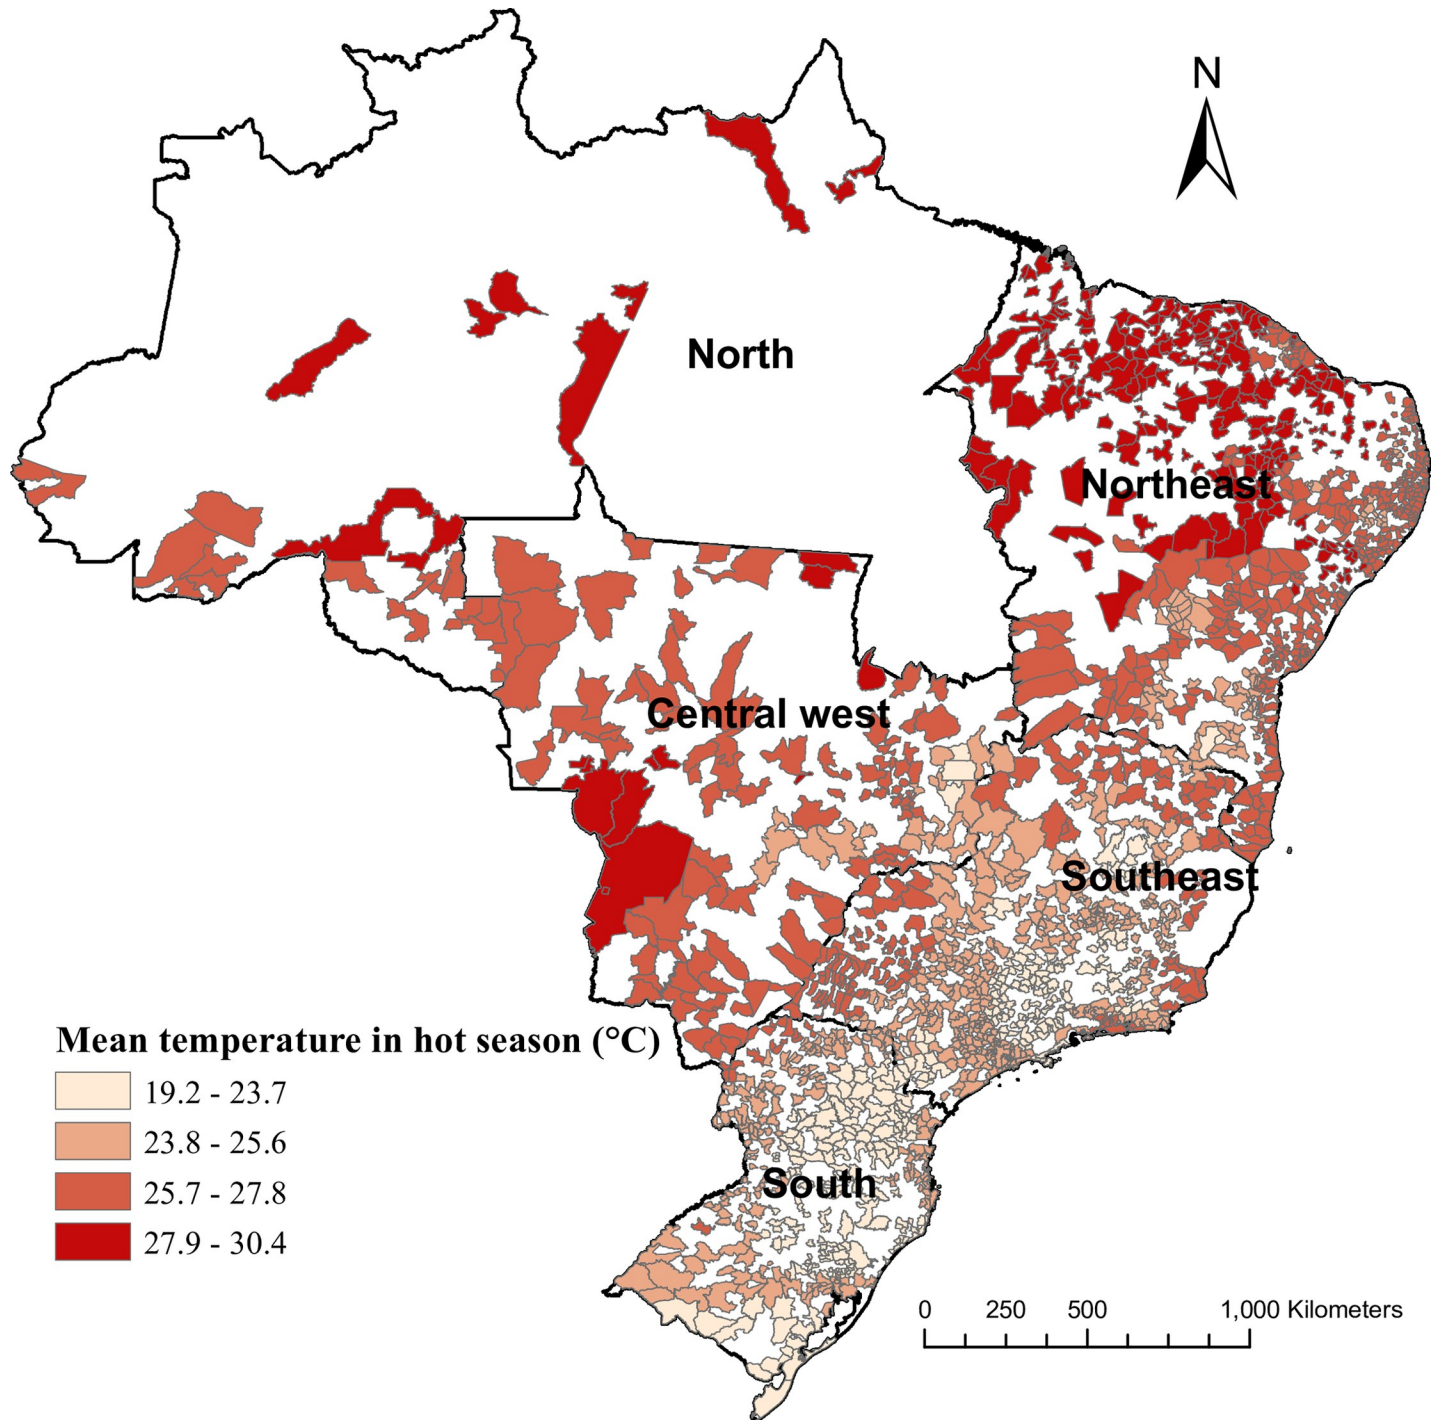 N
North
Northeast
Central west
Southeast
Mean temperature in hot season (°C)
19.2 - 23.7
23.8 - 25.6
25.7 - 27.8
27.9 - 30.4
South
0 250 500 1,000 Kilometers